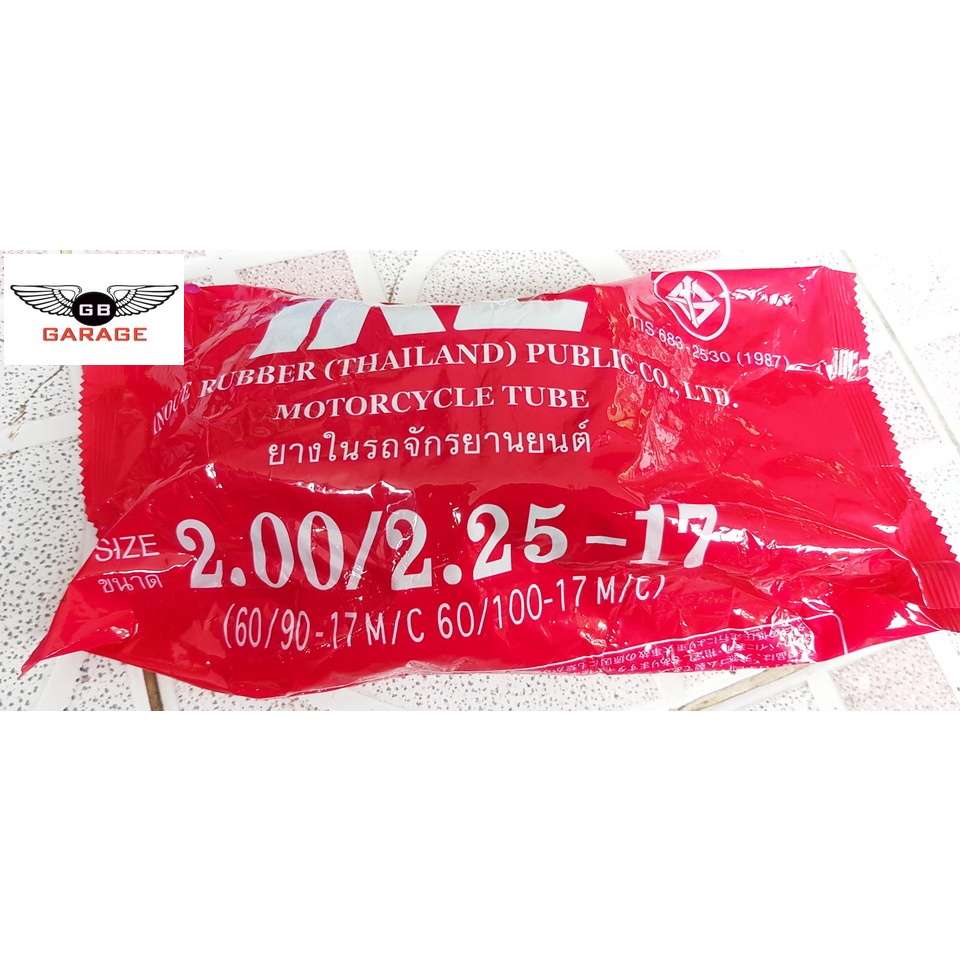 GB
GARAGE
TIS 683-2530 (1987)
INOUE RUBBER (THAILAND) PUBLIC CO., LTD.
MOTORCYCLE TUBE
ยางในรถจักรยานยนต์
SIZE 2.00/2.25-17
ขนาด
(60/90-17M/C 60/100-17M/C)